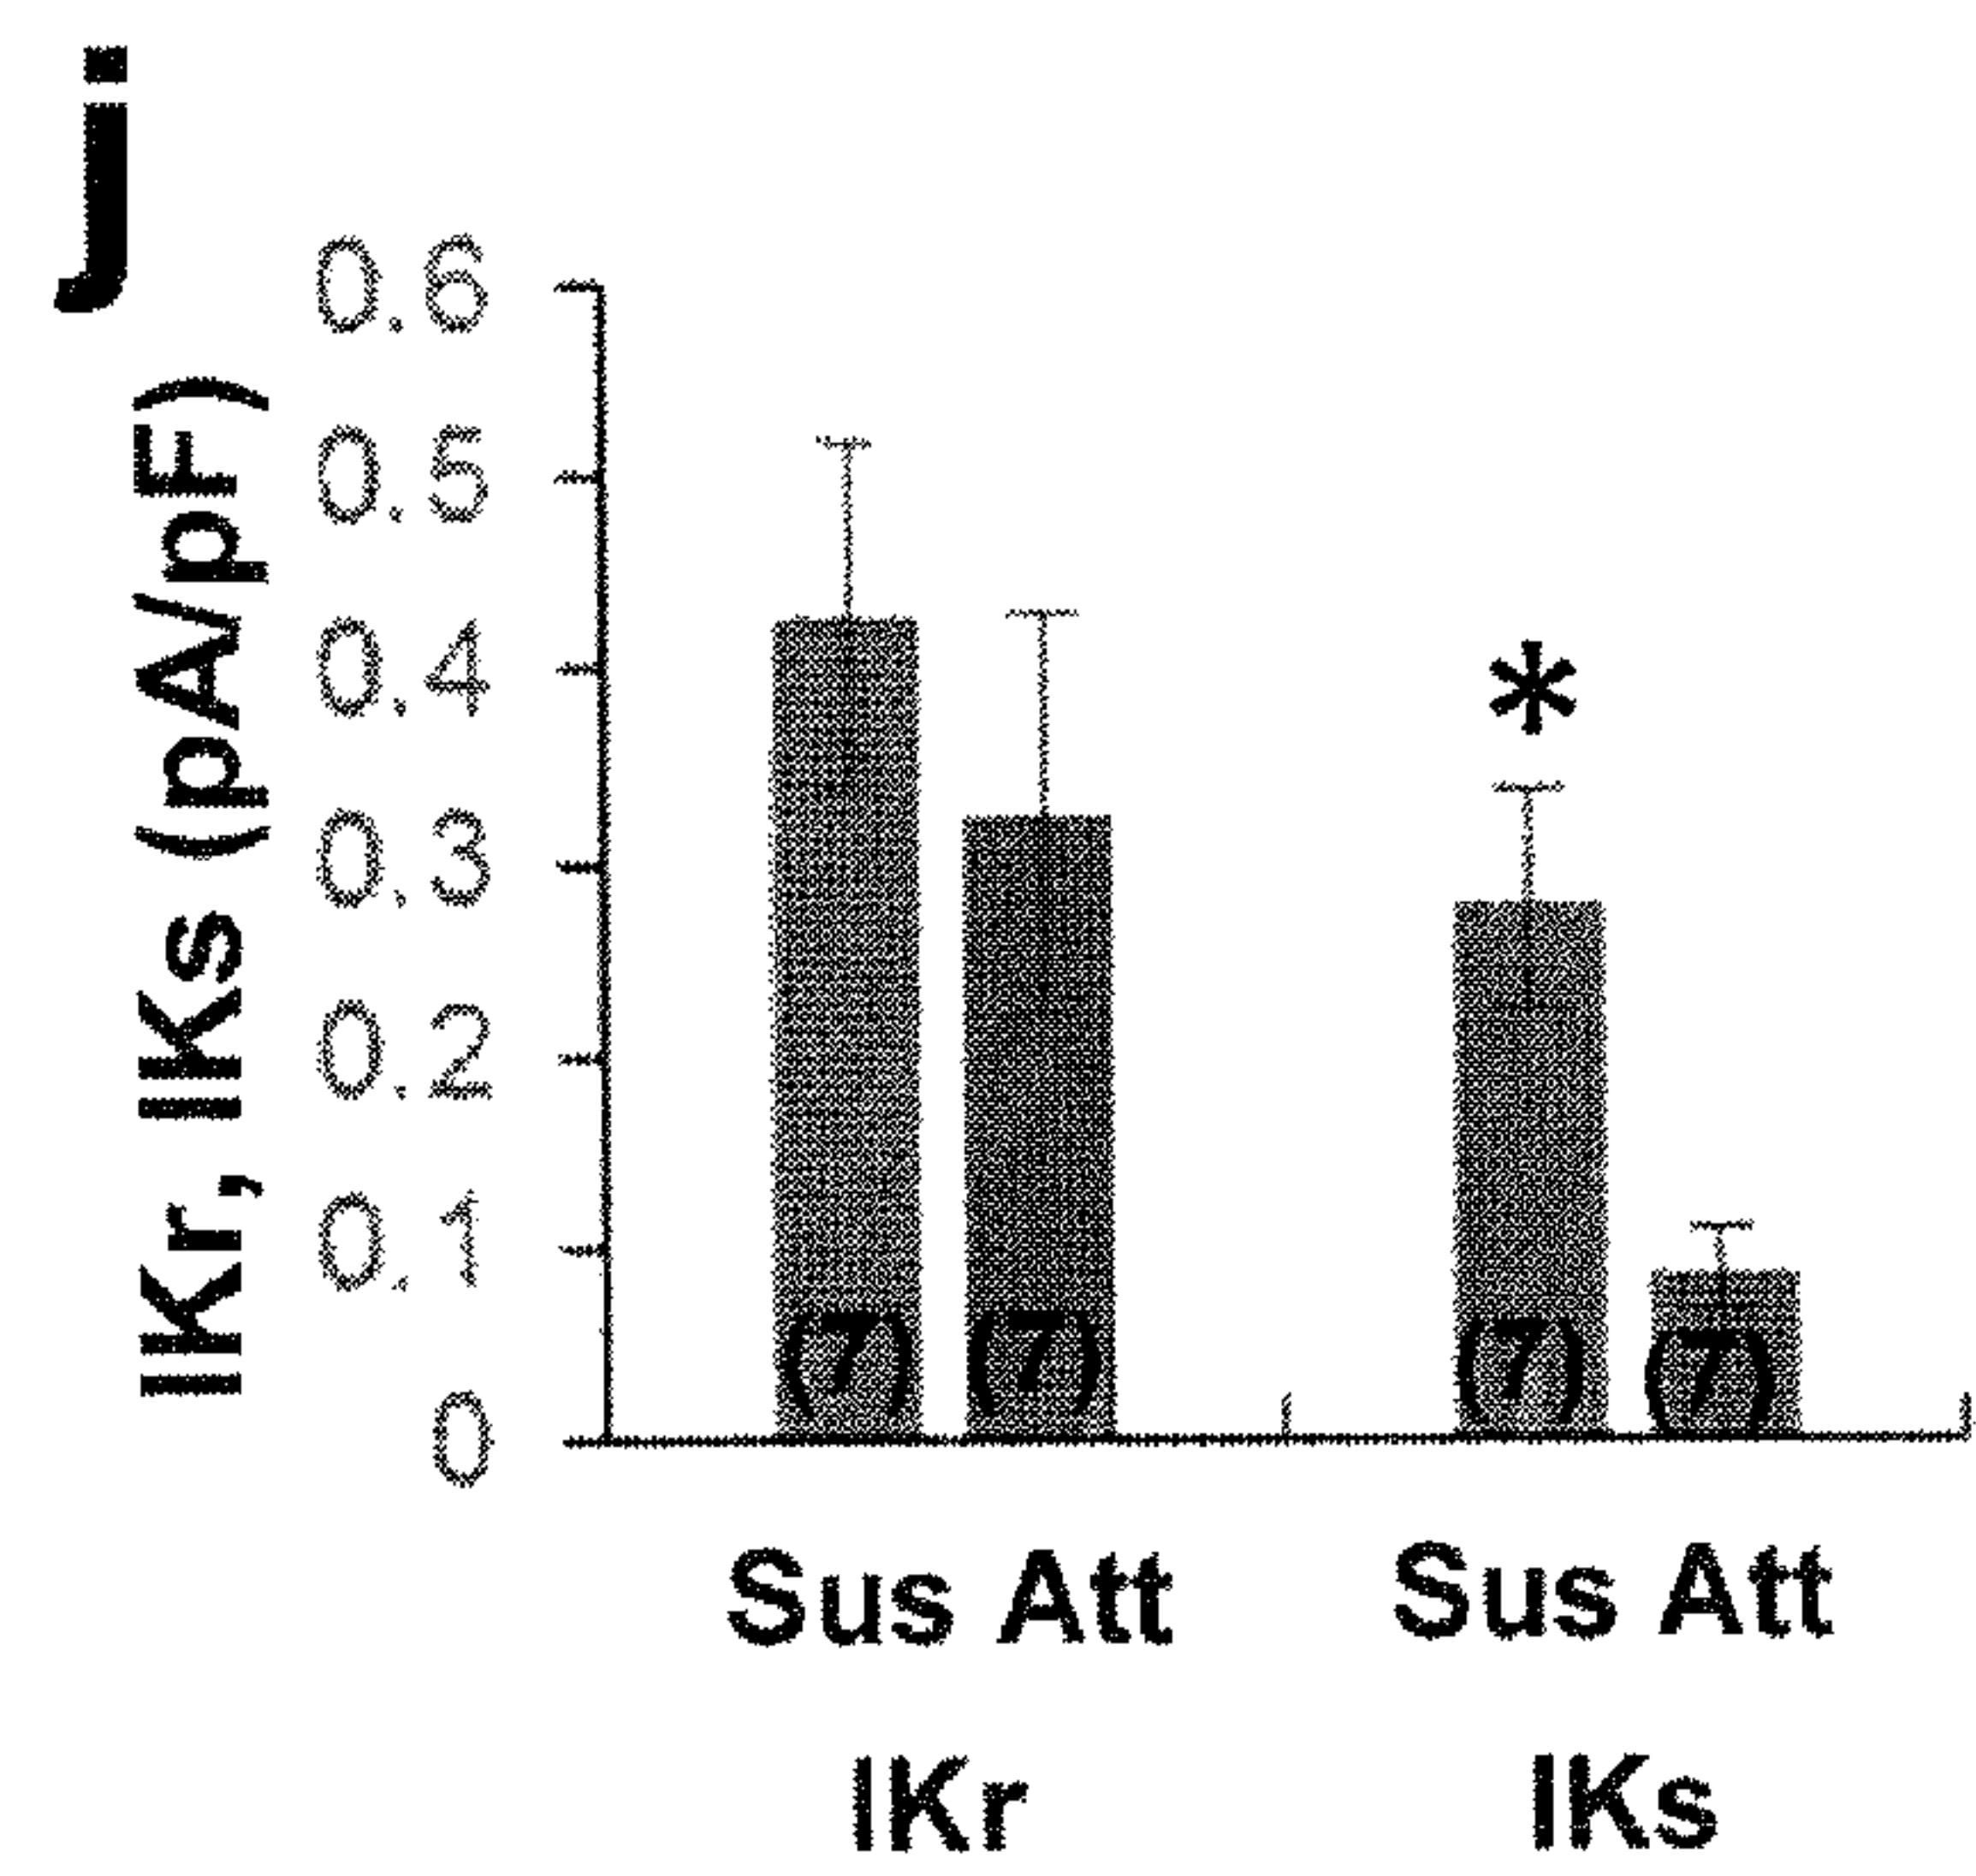 j
IKr, IKs (pA/pF)
0.6
0.5
0.4
0.3
0.2
0.1
0
*
(7) (7) (7) (7)
Sus Att Sus Att
IKr IKs